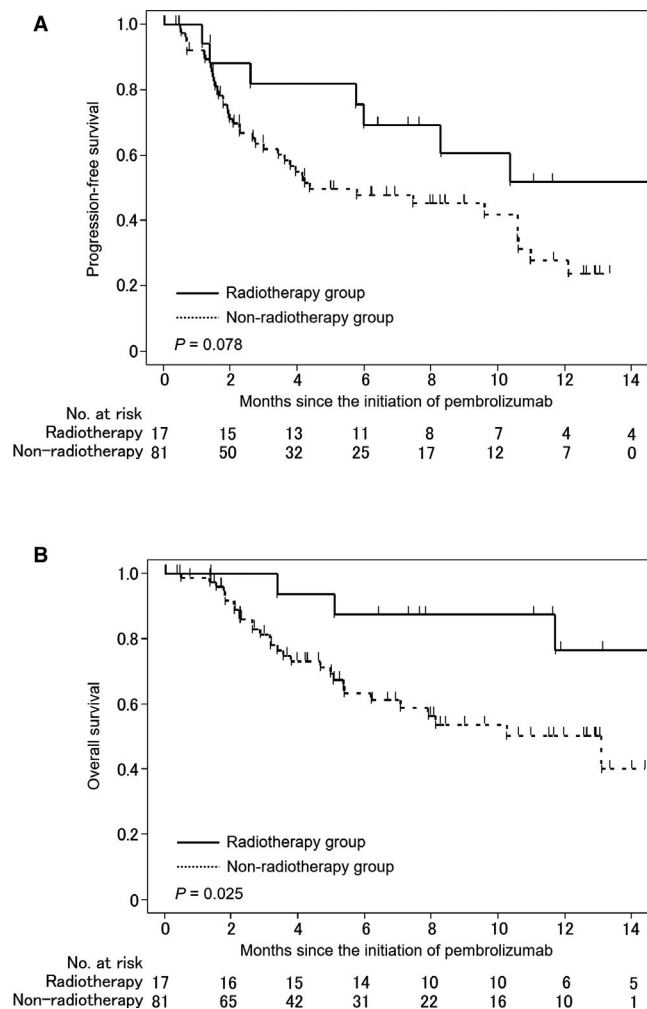 A
1.0
0.8
0.6
0.4
0.2
0
Progression-free survival
Radiotherapy group
Non-radiotherapy group
P = 0.078
0 2 4 6 8 10 12 14
Months since the initiation of pembrolizumab
No. at risk
Radiotherapy 17 15 13 11 8 7 4 4
Non-radiotherapy 81 50 32 25 17 12 7 0
B
1.0
0.8
0.6
0.4
0.2
0
Overall survival
Radiotherapy group
Non-radiotherapy group
P = 0.025
0 2 4 6 8 10 12 14
Months since the initiation of pembrolizumab
No. at risk
Radiotherapy 17 16 15 14 10 10 6 5
Non-radiotherapy 81 65 42 31 22 16 10 1